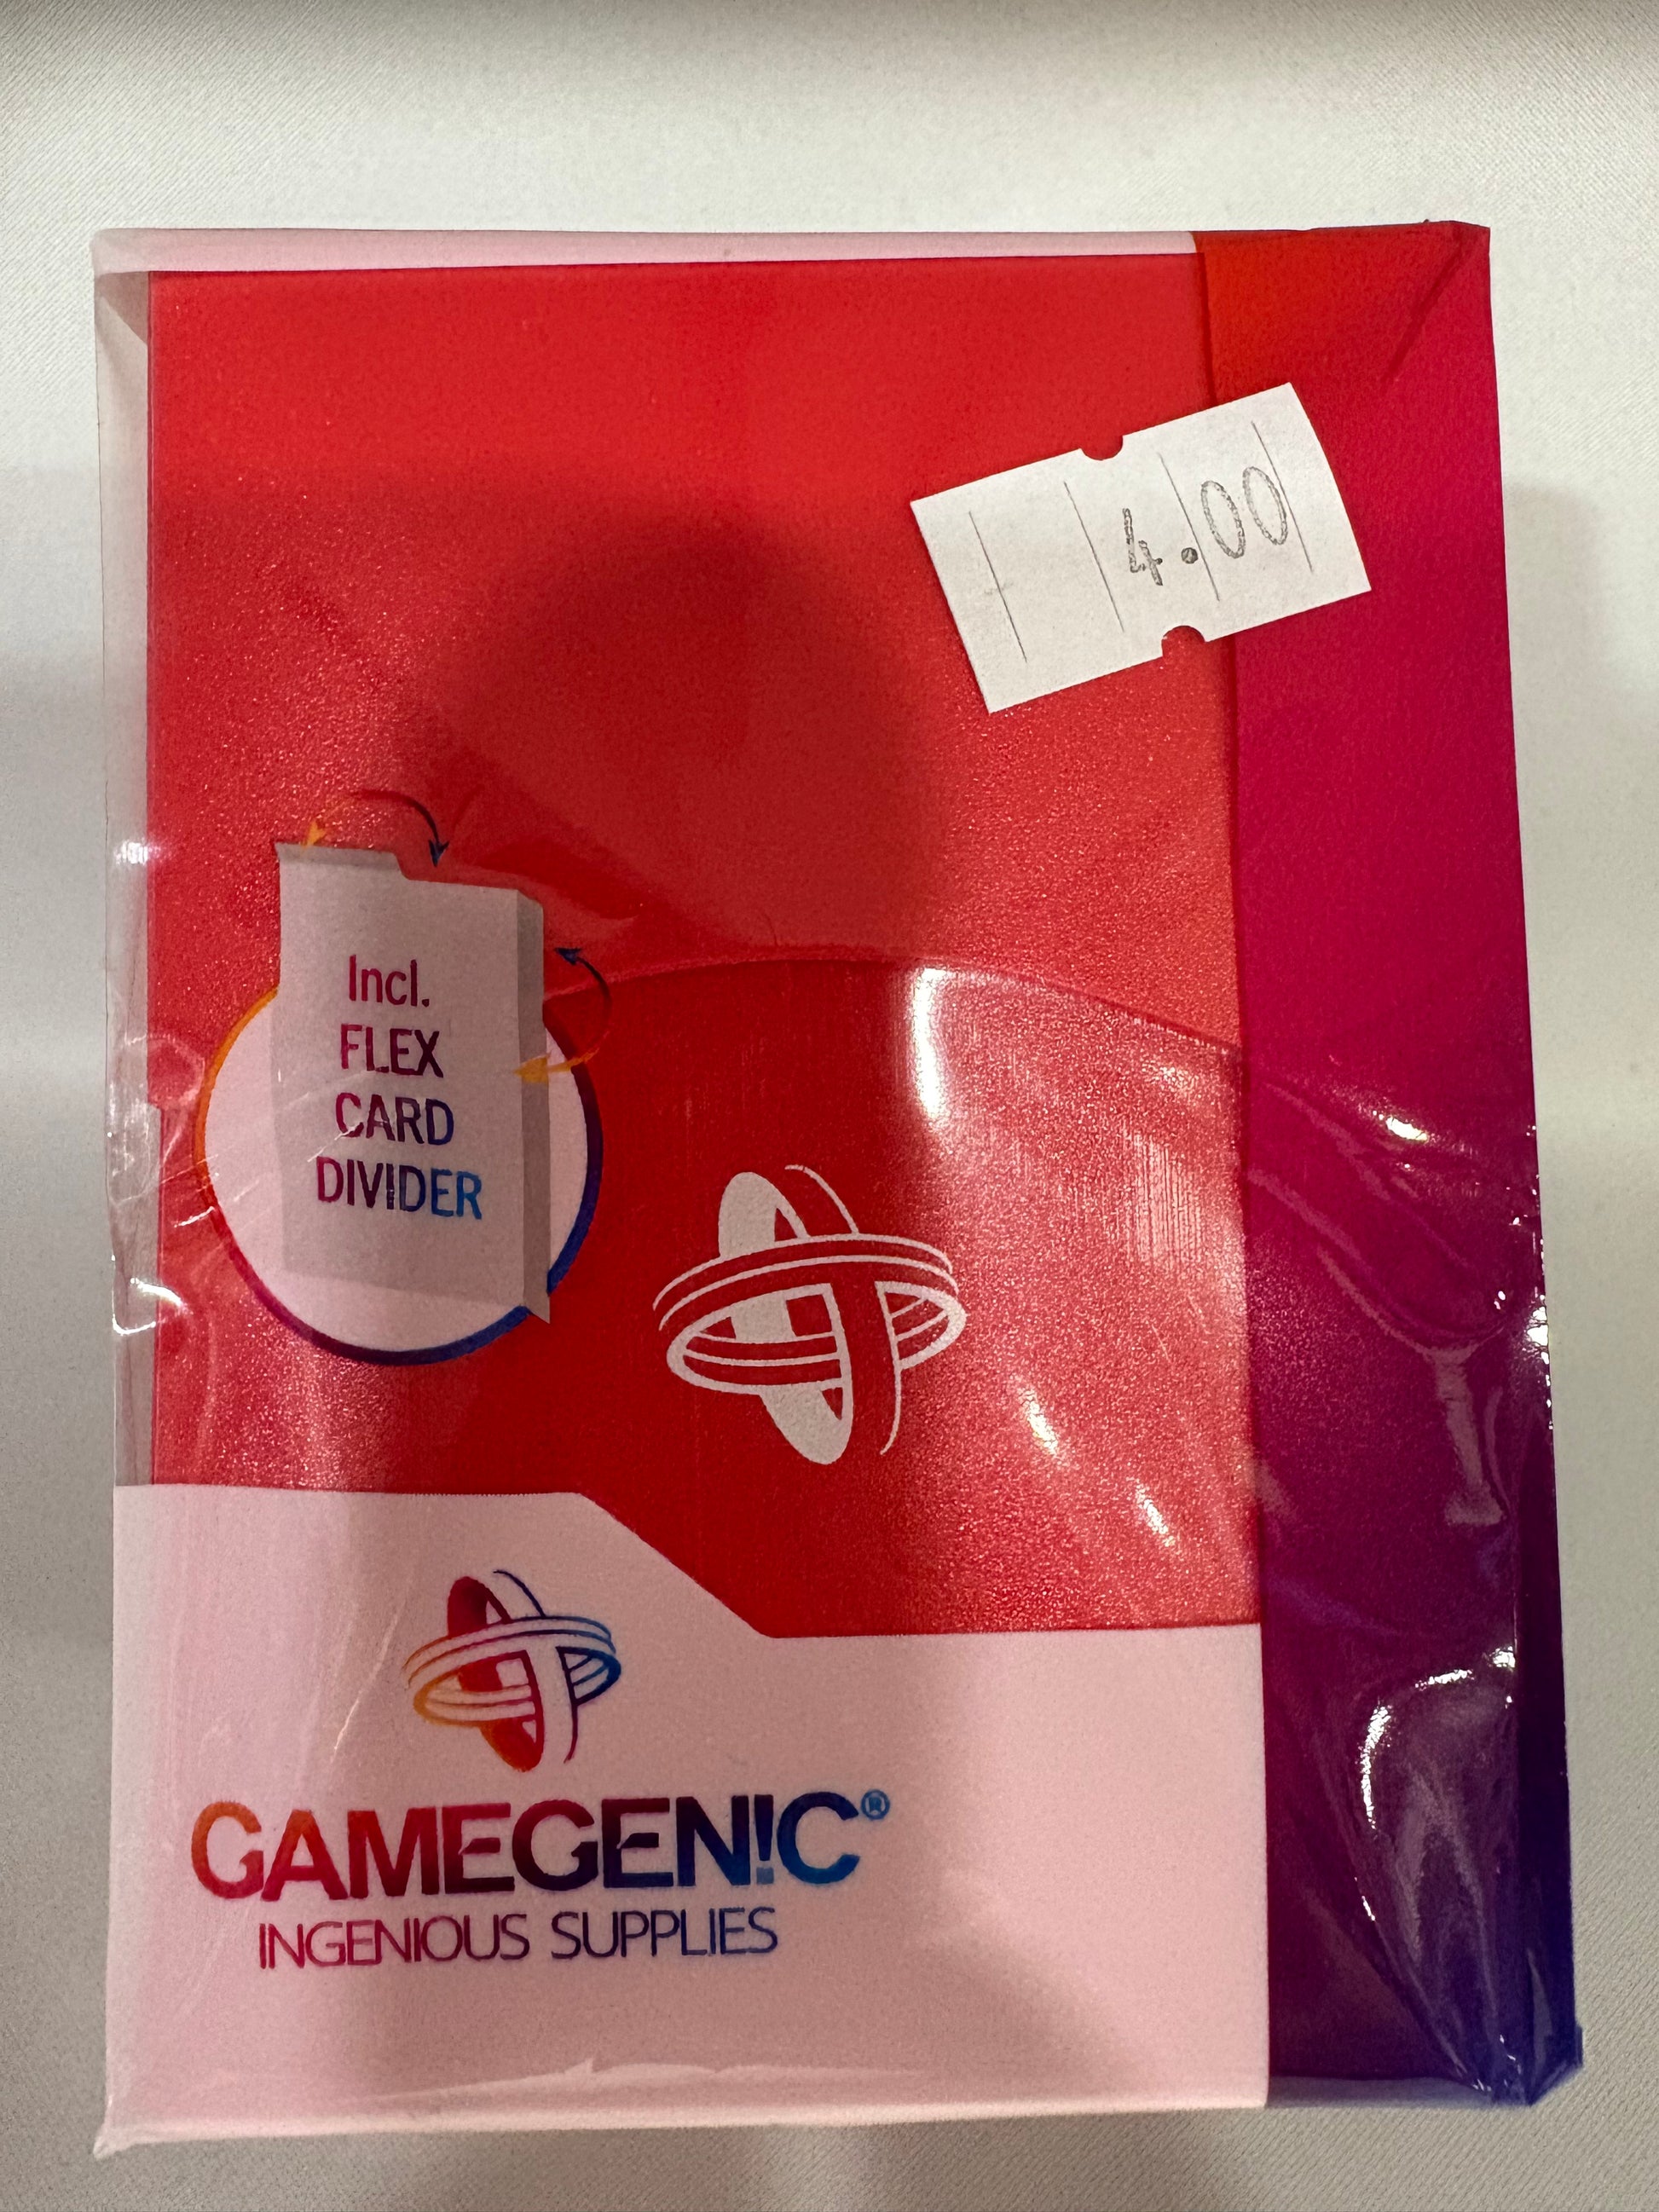 4.00
Incl.
FLEX
CARD
DIVIDER
GAMEGEN!C®
INGENIOUS SUPPLIES